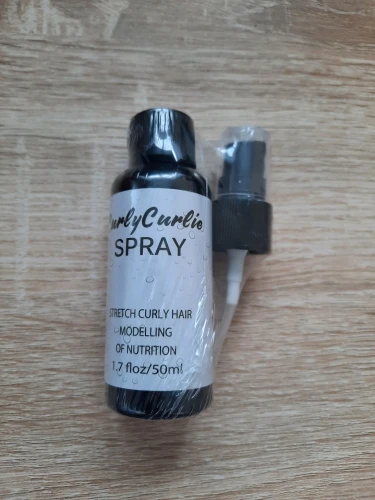 urlyCurlie
SPRAY
STRETCH CURLY HAIR
MODELLING
OF NUTRITION
1.7 floz/50ml